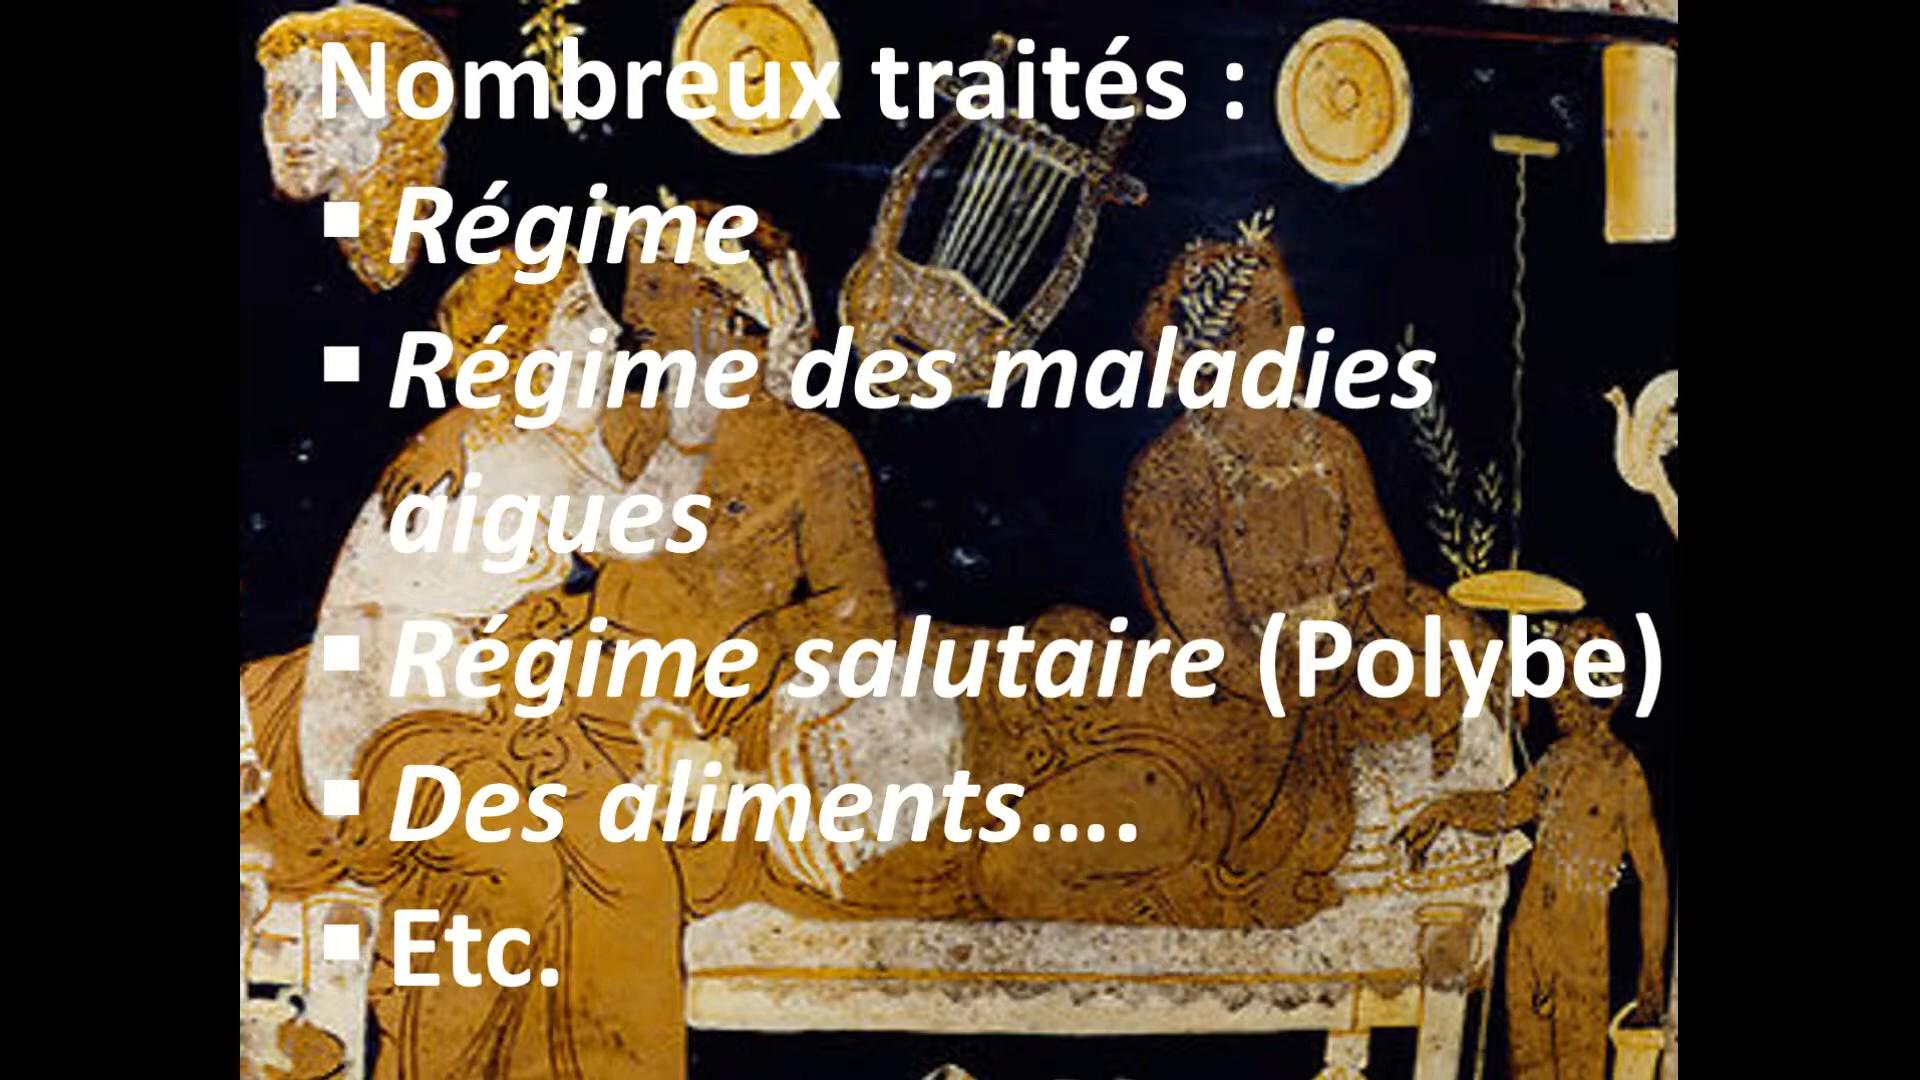 Nombreux traités :
▪ Régime
▪ Régime des maladies
aigues
▪ Régime salutaire (Polybe)
▪ Des aliments….
▪ Etc.